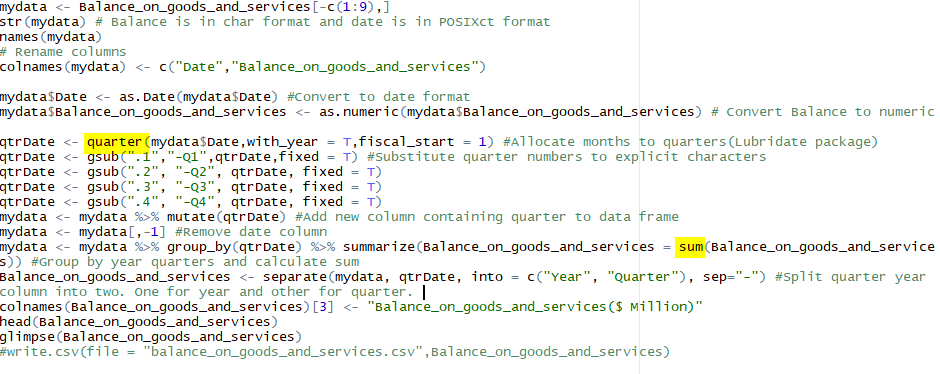 mydata <- Balance_on_goods_and_services[-c(1:9),]
str(mydata) # Balance is in char format and date is in POSIXct format
names(mydata)
# Rename columns
colnames(mydata) <- c("Date","Balance_on_goods_and_services")
mydata$Date <- as.Date(mydata$Date) #Convert to date format
mydata$Balance_on_goods_and_services <- as.numeric(mydata$Balance_on_goods_and_services) # Convert Balance to numeric
qtrDate <- quarter(mydata$Date,with_year = T,fiscal_start = 1) #Allocate months to quarters(Lubridate package)
qtrDate <- gsub(".1","-Q1",qtrDate,fixed = T) #Substitute quarter numbers to explicit characters
qtrDate <- gsub(".2", "-Q2", qtrDate, fixed = T)
qtrDate <- gsub(".3", "-Q3", qtrDate, fixed = T)
qtrDate <- gsub(".4", "-Q4", qtrDate, fixed = T)
mydata <- mydata %>% mutate(qtrDate) #Add new column containing quarter to data frame
mydata <- mydata[,-1] #Remove date column
mydata <- mydata %>% group_by(qtrDate) %>% summarize(Balance_on_goods_and_services = sum(Balance_on_goods_and_service
s)) #Group by year quarters and calculate sum
Balance_on_goods_and_services <- separate(mydata, qtrDate, into = c("Year", "Quarter"), sep="-") #Split quarter year
column into two. One for year and other for quarter.
colnames(Balance_on_goods_and_services)[3] <- "Balance_on_goods_and_services($ Million)"
head(Balance_on_goods_and_services)
glimpse(Balance_on_goods_and_services)
#write.csv(file = "balance_on_goods_and_services.csv",Balance_on_goods_and_services)